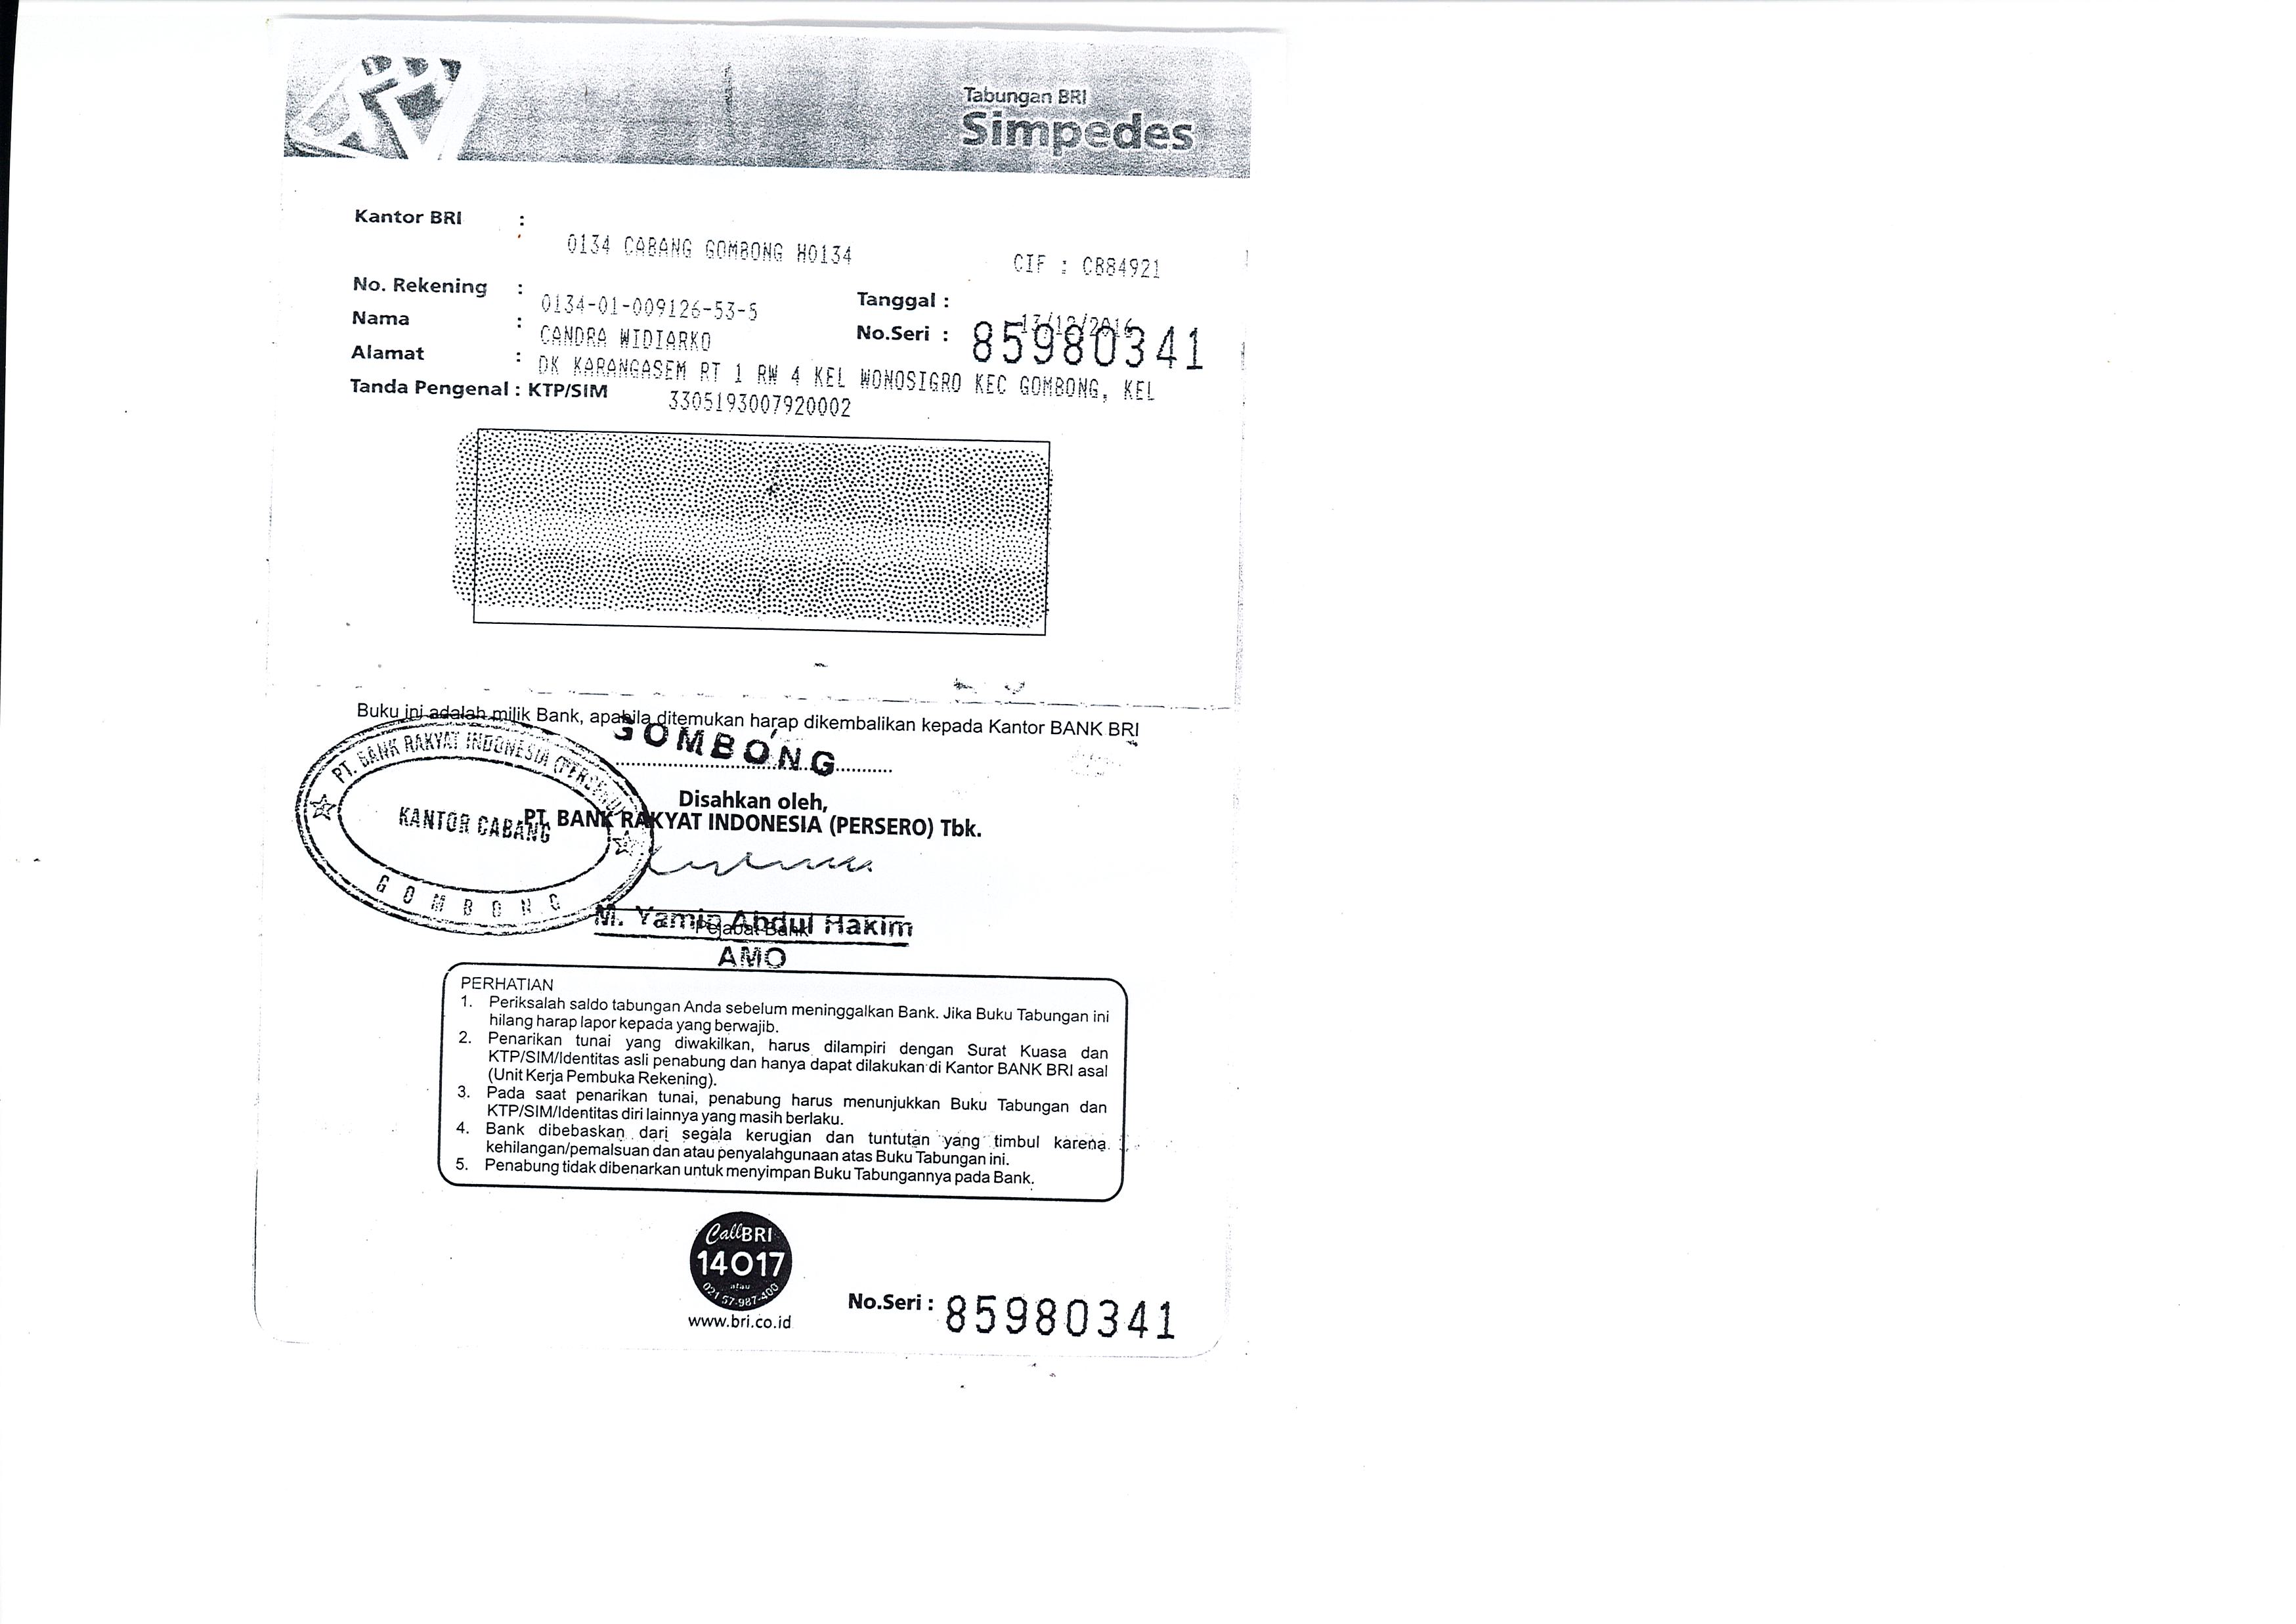 Tabungan BRI
Simpedes
Kantor BRI :
0134 CABANG GOMBONG H0134
CIF : CBB4921
No. Rekening : 0134-01-009126-53-5
Tanggal : 13/12/2016
Nama : CANDRA WIDIARKO
No.Seri : 85980341
Alamat : DK KARANGASEM RT 1 RW 4 KEL WONOSIGRO KEC GOMBONG, KEL
Tanda Pengenal : KTP/SIM 3305193007920002
Buku ini adalah milik Bank, apabila ditemukan harap dikembalikan kepada Kantor BANK BRI
GOMBONG
PT. BANK RAKYAT INDONESIA (PERSERO)
KANTOR CABANG
GOMBONG
Disahkan oleh,
PT. BANK RAKYAT INDONESIA (PERSERO) Tbk.
M. Yamin Abdul Hakim
Pejabat Bank
AMO
PERHATIAN
1. Periksalah saldo tabungan Anda sebelum meninggalkan Bank. Jika Buku Tabungan ini
hilang harap lapor kepada yang berwajib.
2. Penarikan tunai yang diwakilkan, harus dilampiri dengan Surat Kuasa dan
KTP/SIM/Identitas asli penabung dan hanya dapat dilakukan di Kantor BANK BRI asal
(Unit Kerja Pembuka Rekening).
3. Pada saat penarikan tunai, penabung harus menunjukkan Buku Tabungan dan
KTP/SIM/Identitas diri lainnya yang masih berlaku.
4. Bank dibebaskan dari segala kerugian dan tuntutan yang timbul karena
kehilangan/pemalsuan dan atau penyalahgunaan atas Buku Tabungan ini.
5. Penabung tidak dibenarkan untuk menyimpan Buku Tabungannya pada Bank.
CallBRI
14017
atau
021 57-987-400
www.bri.co.id
No.Seri : 85980341